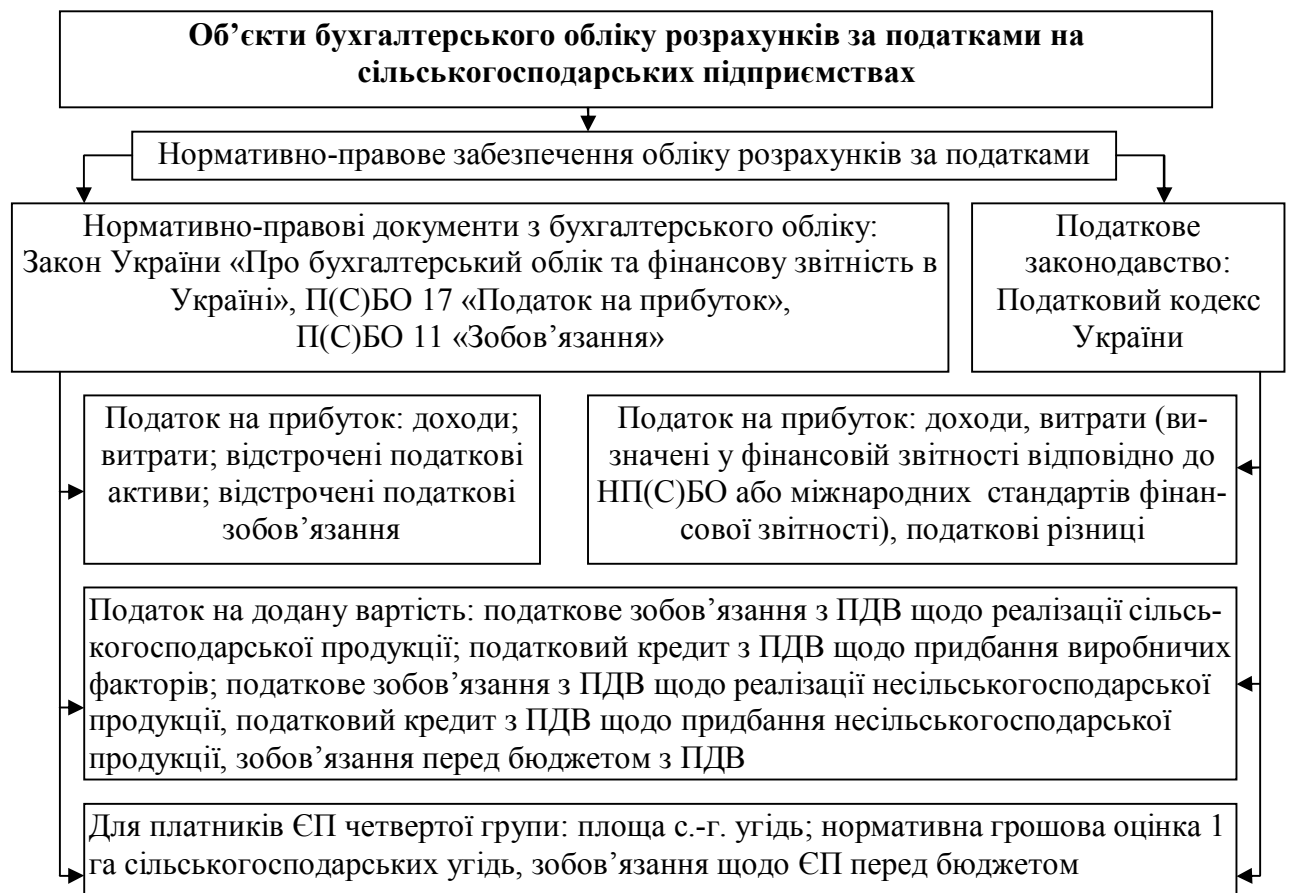 Об’єкти бухгалтерського обліку розрахунків за податками на
сільськогосподарських підприємствах
Нормативно-правове забезпечення обліку розрахунків за податками
Нормативно-правові документи з бухгалтерського обліку:
Закон України «Про бухгалтерський облік та фінансову звітність в
Україні», П(С)БО 17 «Податок на прибуток»,
П(С)БО 11 «Зобов’язання»
Податкове
законодавство:
Податковий кодекс
України
Податок на прибуток: доходи;
витрати; відстрочені податкові
активи; відстрочені податкові
зобов’язання
Податок на прибуток: доходи, витрати (ви-
значені у фінансовій звітності відповідно до
НП(С)БО або міжнародних стандартів фінан-
сової звітності), податкові різниці
Податок на додану вартість: податкове зобов’язання з ПДВ щодо реалізації сіль-
когосподарської продукції; податковий кредит з ПДВ щодо придбання виробничих
факторів; податкове зобов’язання з ПДВ щодо реалізації несільськогосподарської
продукції, податковий кредит з ПДВ щодо придбання несільськогосподарської
продукції, зобов’язання перед бюджетом з ПДВ
Для платників ЄП четвертої групи: площа с.-г. угідь; нормативна грошова оцінка 1
га сільськогосподарських угідь, зобов’язання щодо ЄП перед бюджетом